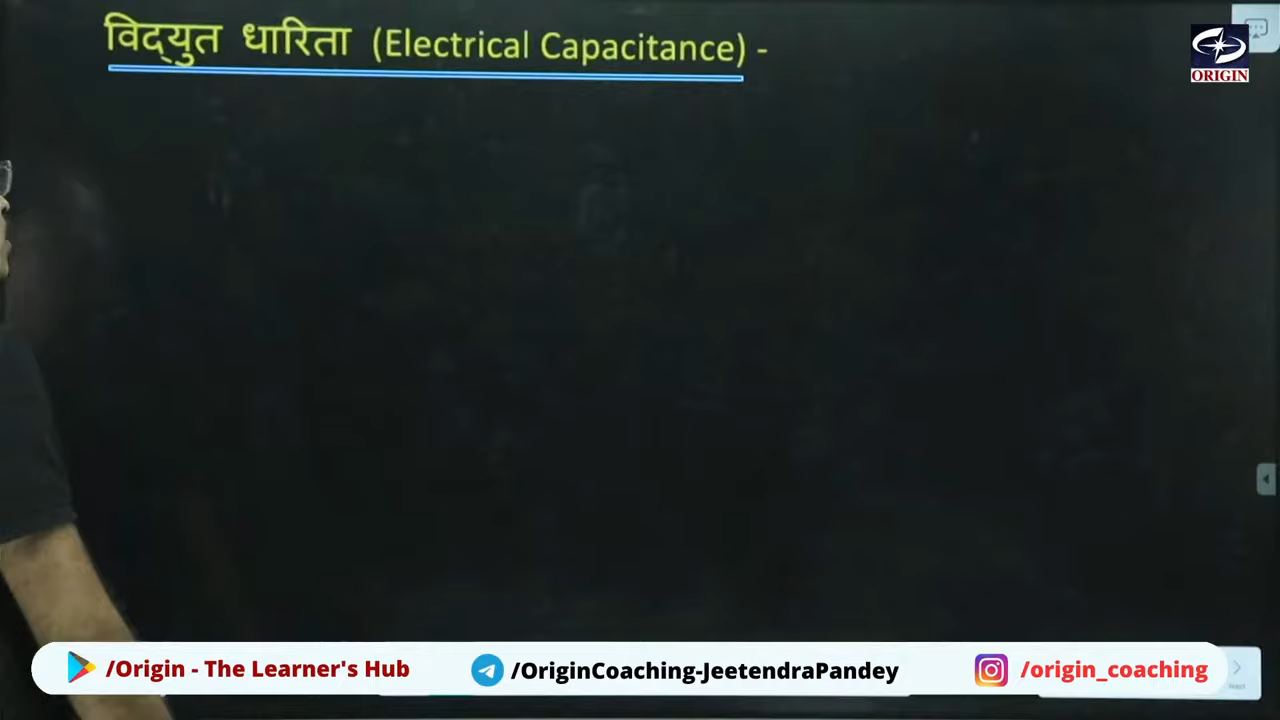 विद्युत धारिता (Electrical Capacitance) -
ORIGIN
/Origin - The Learner's Hub
/OriginCoaching-JeetendraPandey
/origin_coaching